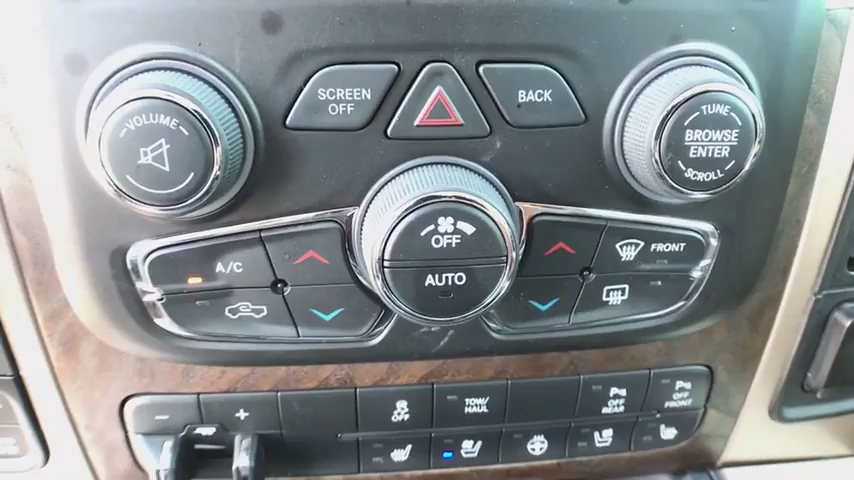 VOLUME
SCREEN
OFF
BACK
TUNE
BROWSE
ENTER
SCROLL
OFF
AUTO
A/C
FRONT
- +
OFF
TOW/
HAUL
OFF
REAR
OFF
FRONT